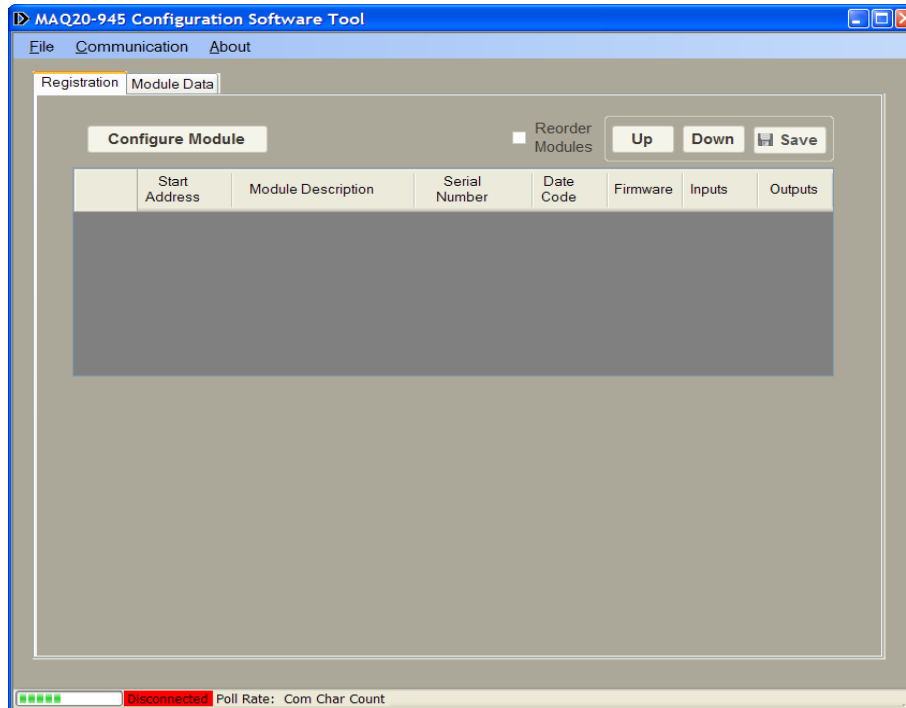 MAQ20-945 Configuration Software Tool
File Communication About
Registration Module Data
Configure Module
Reorder
Modules
Up Down Save
Start
Address
Module Description
Serial
Number
Date
Code
Firmware
Inputs
Outputs
Disconnected Poll Rate: Com Char Count